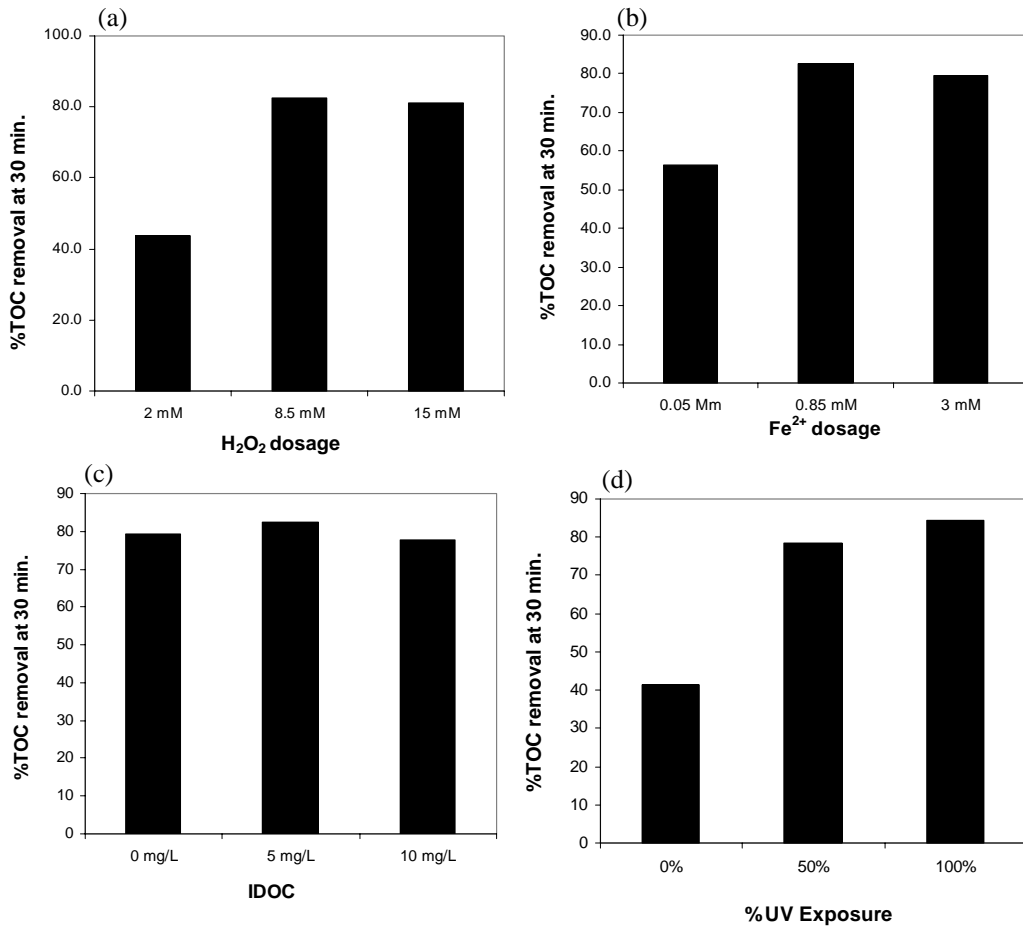 (a)
%TOC removal at 30 min.
100.0
80.0
60.0
40.0
20.0
0.0
2 mM 8.5 mM 15 mM
H₂O₂ dosage
(b)
%TOC removal at 30 min.
90.0
80.0
70.0
60.0
50.0
40.0
30.0
20.0
10.0
0.0
0.05 Mm 0.85 mM 3 mM
Fe²⁺ dosage
(c)
%TOC removal at 30 min.
90
80
70
60
50
40
30
20
10
0
0 mg/L 5 mg/L 10 mg/L
IDOC
(d)
%TOC removal at 30 min.
90
80
70
60
50
40
30
20
10
0
0% 50% 100%
%UV Exposure